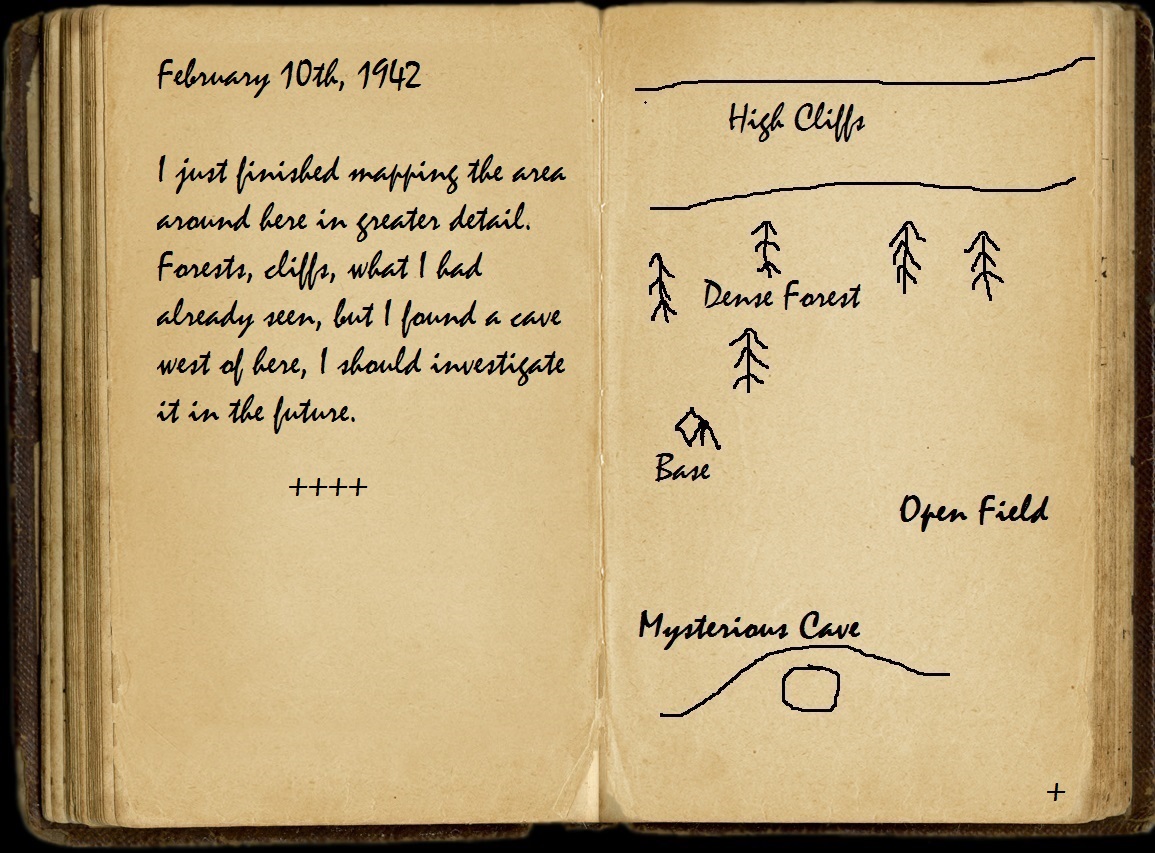 February 10th, 1942
I just finished mapping the area
around here in greater detail.
Forests, cliffs, what I had
already seen, but I found a cave
west of here, I should investigate
it in the future.
++++
High Cliffs
Dense Forest
Base
Open Field
Mysterious Cave
+